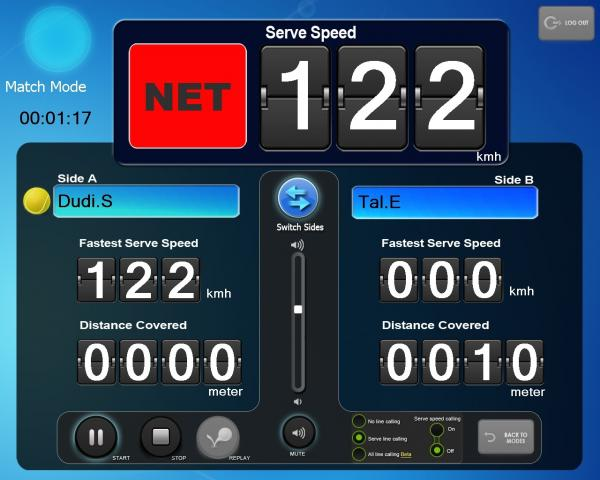 Serve Speed
LOG OUT
NET 122
kmh
Match Mode
00:01:17
Side A
Dudi.S
Side B
Tal.E
Switch Sides
Fastest Serve Speed
122 kmh
Fastest Serve Speed
000 kmh
Distance Covered
0000
meter
Distance Covered
0010
meter
START
STOP
REPLAY
MUTE
No line calling
Serve line calling
All line calling Beta
Serve speed calling
On
Off
BACK TO
MODES